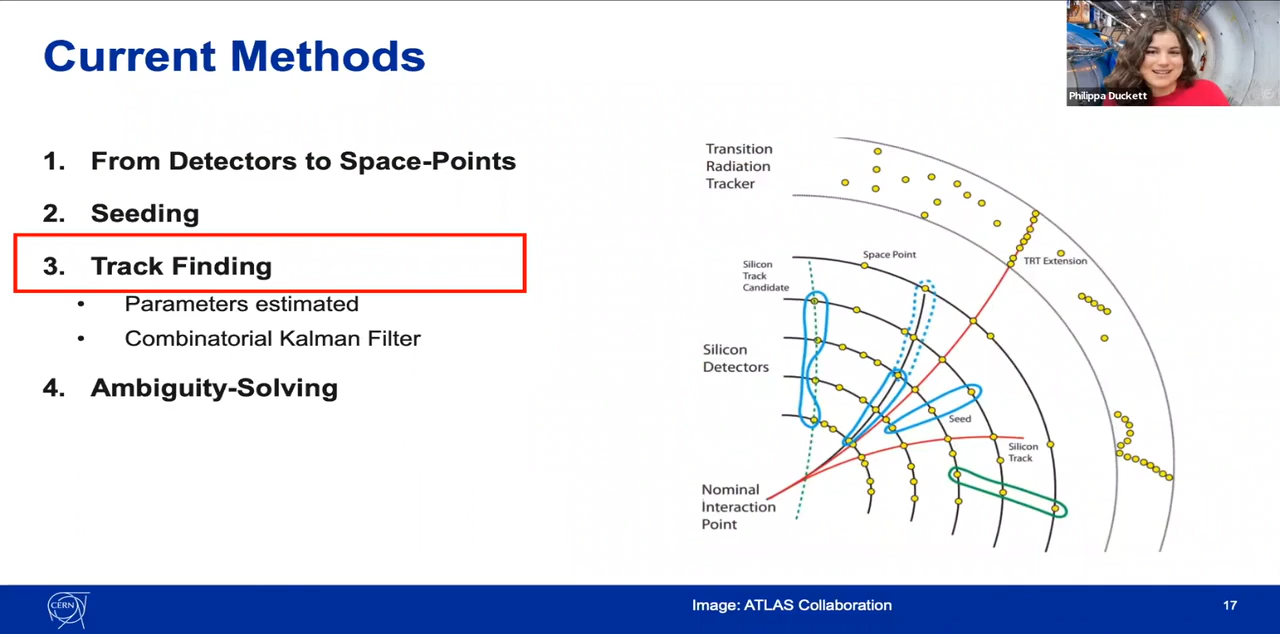 Current Methods
Philippa Duckett
1. From Detectors to Space-Points
2. Seeding
3. Track Finding
• Parameters estimated
• Combinatorial Kalman Filter
4. Ambiguity-Solving
Transition
Radiation
Tracker
Space Point
TRT Extension
Silicon
Track
Candidate
Silicon
Detectors
Seed
Silicon
Track
Nominal
Interaction
Point
CERN
Image: ATLAS Collaboration
17